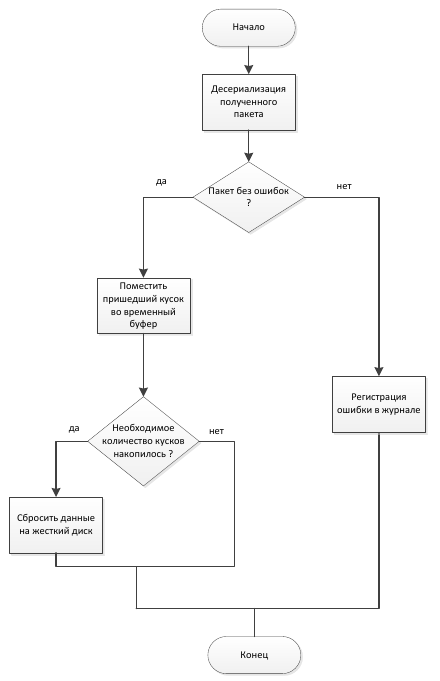 Начало
Десериализация
полученного
пакета
Пакет без ошибок
?
да
нет
Поместить
пришедший кусок
во временный
буфер
Регистрация
ошибки в журнале
Необходимое
количество кусков
накопилось ?
да
нет
Сбросить данные
на жесткий диск
Конец